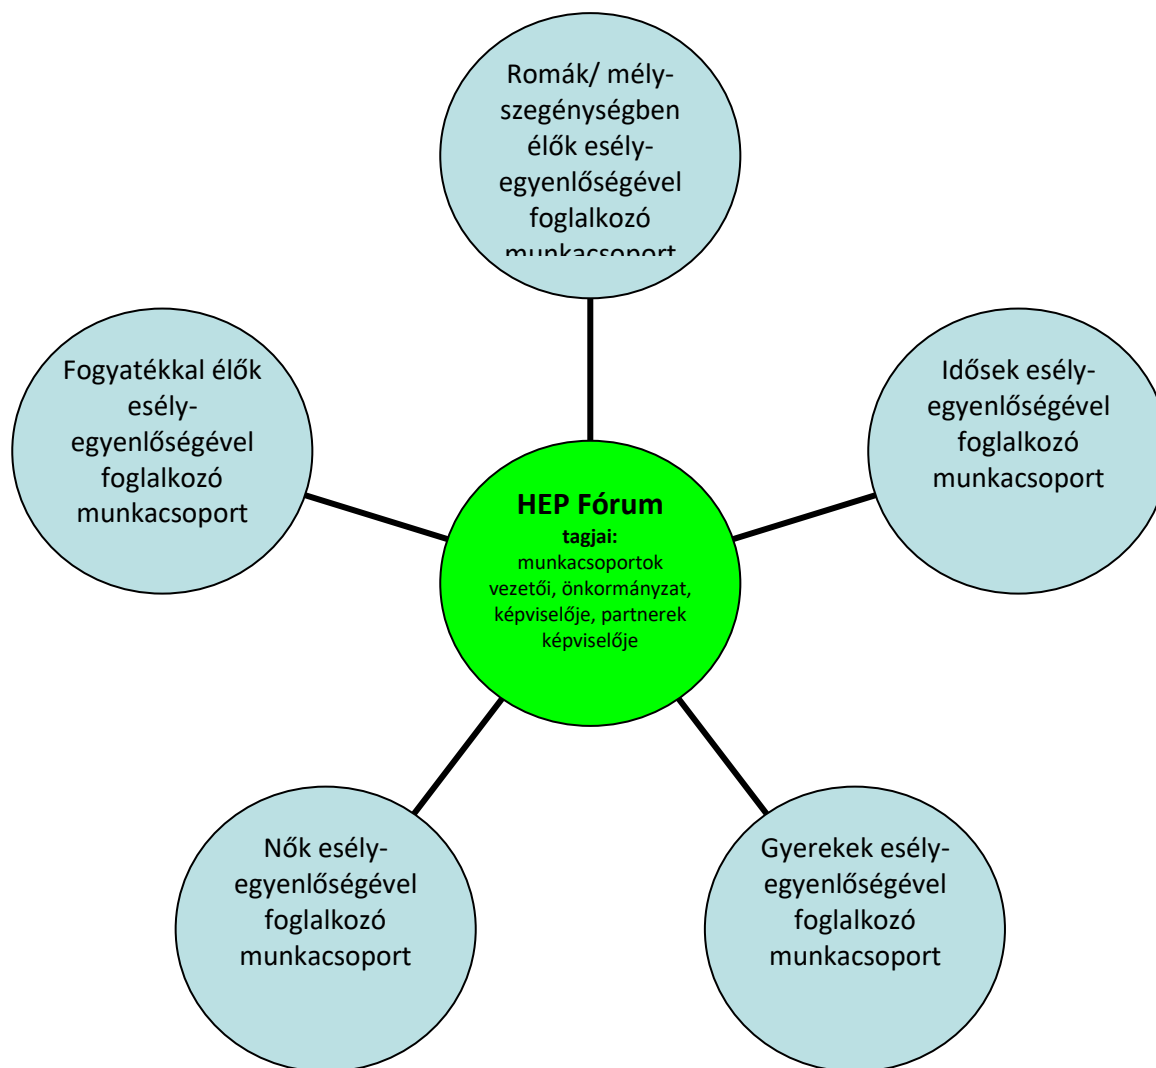 Romák/ mély-
szegénységben
élők esély-
egyenlőségével
foglalkozó
munkacsoport
Fogyatékkal élők
esély-
egyenlőségével
foglalkozó
munkacsoport
Idősek esély-
egyenlőségével
foglalkozó
munkacsoport
HEP Fórum
tagjai:
munkacsoportok
vezetői, önkormányzat,
képviselője, partnerek
képviselője
Nők esély-
egyenlőségével
foglalkozó
munkacsoport
Gyerekek esély-
egyenlőségével
foglalkozó
munkacsoport